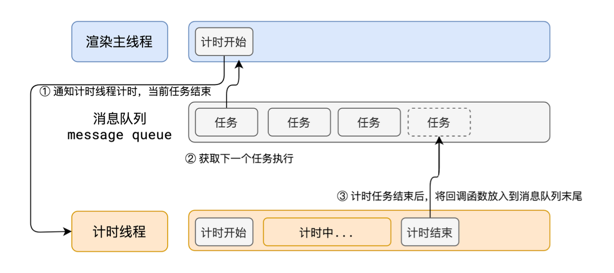 渲染主线程
计时开始
① 通知计时线程计时，当前任务结束
消息队列
message queue
任务
任务
任务
任务
② 获取下一个任务执行
③ 计时任务结束后，将回调函数放入到消息队列末尾
计时线程
计时开始
计时中...
计时结束